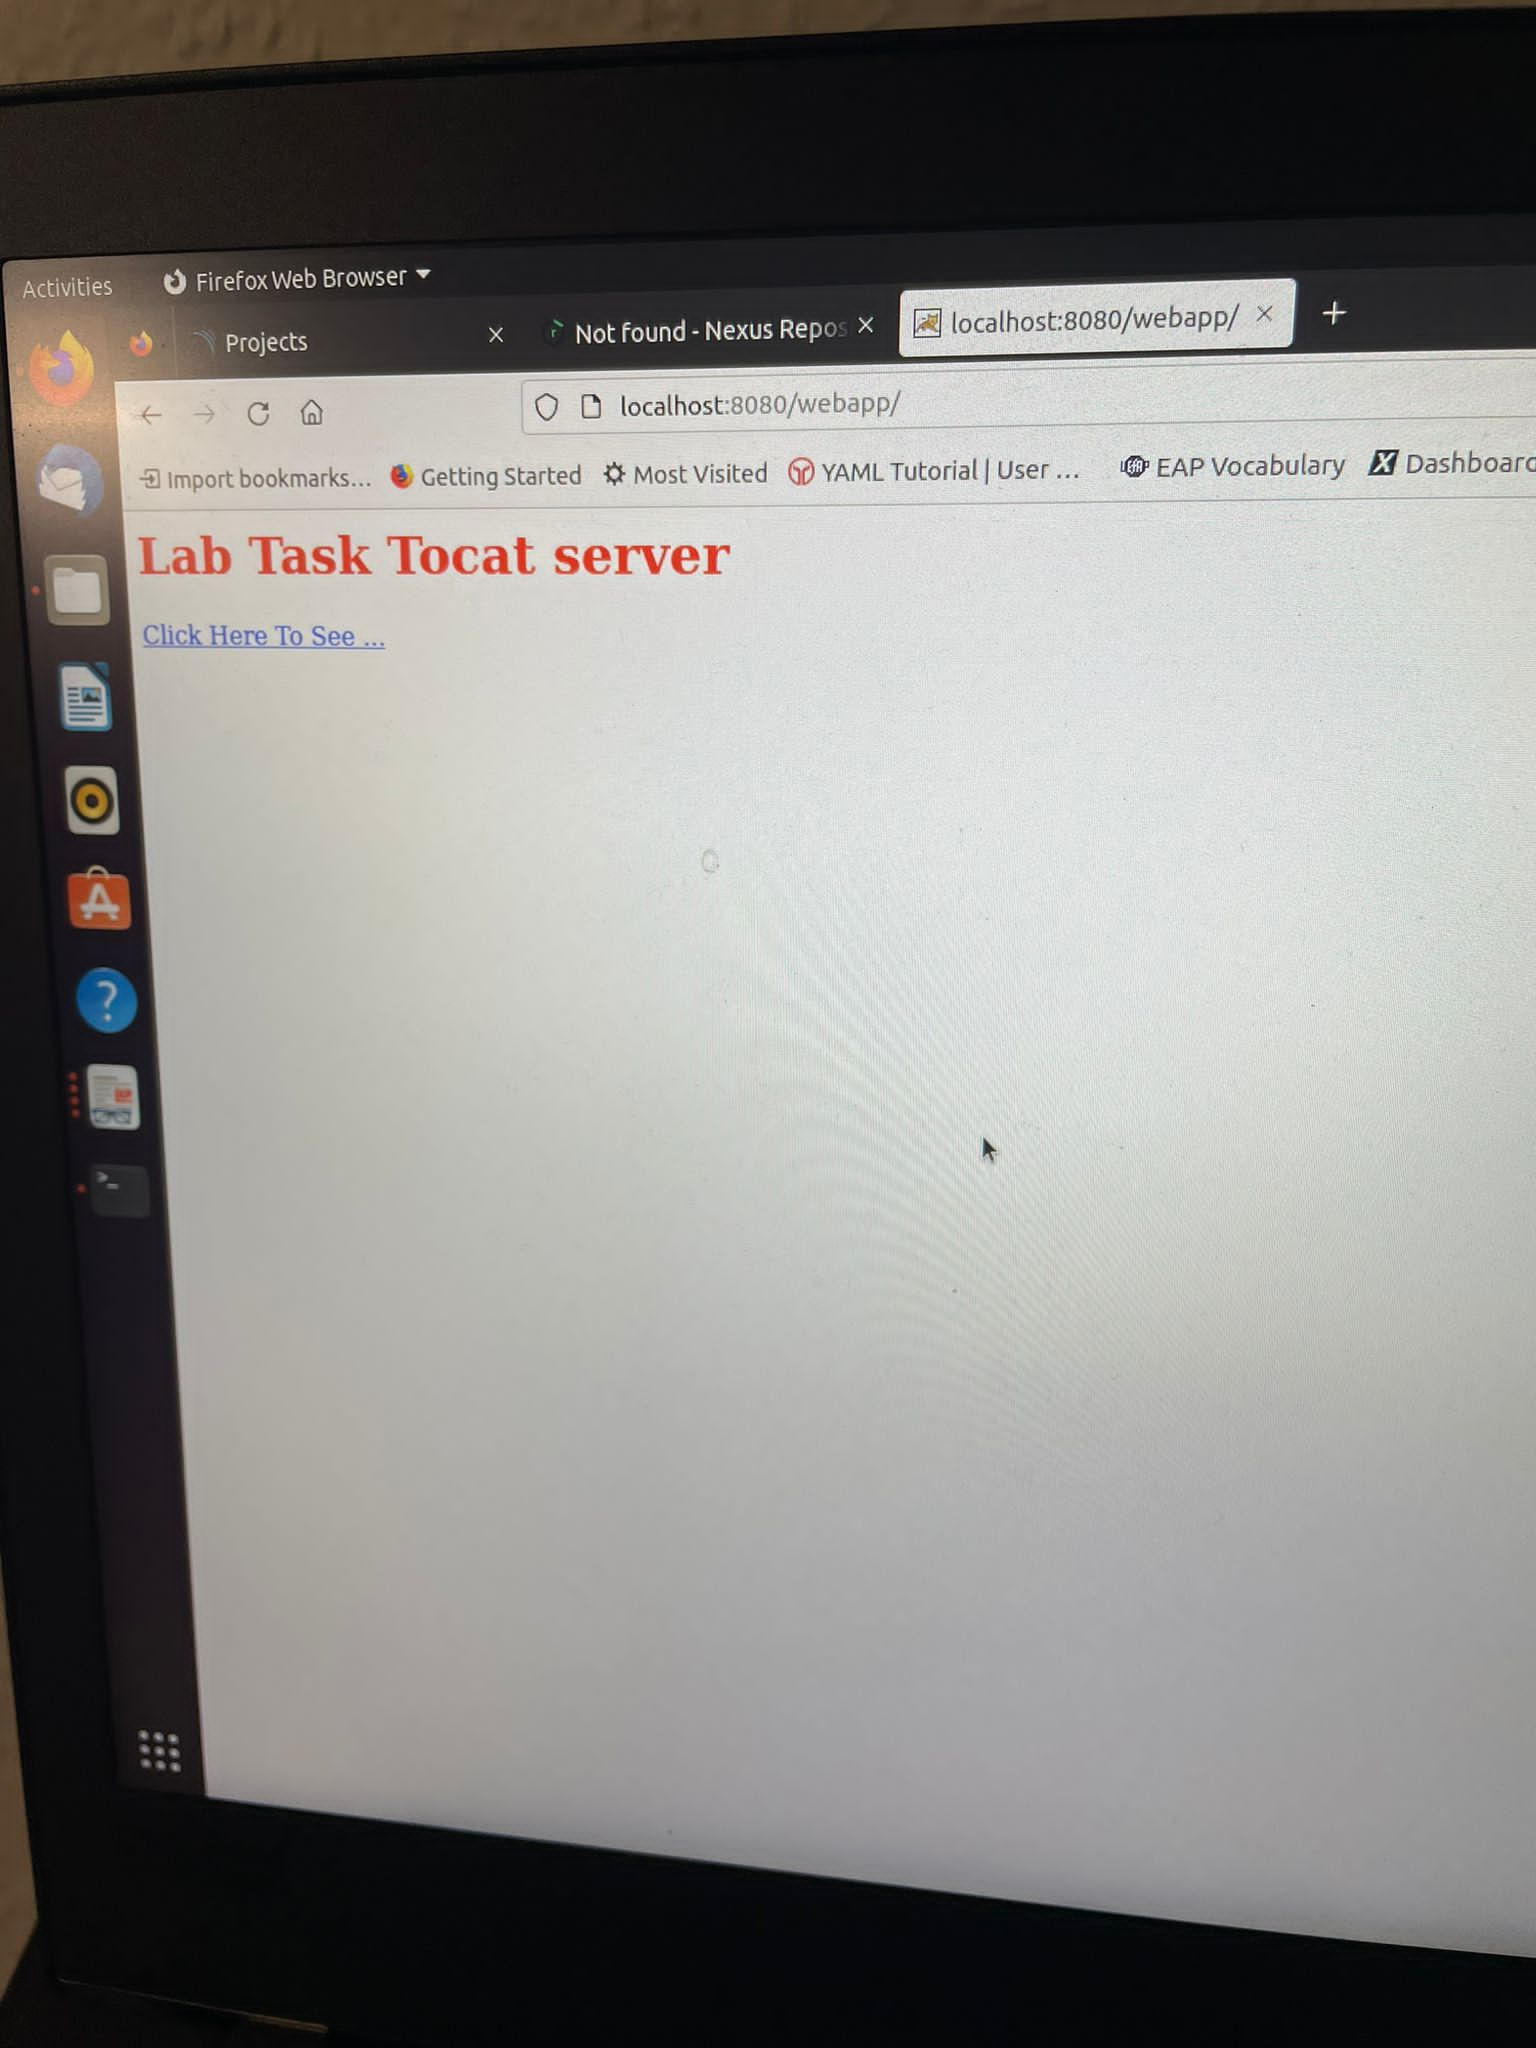 Activities
Firefox Web Browser
Projects
Not found - Nexus Repos
localhost:8080/webapp/
localhost:8080/webapp/
Import bookmarks...
Getting Started
Most Visited
YAML Tutorial | User ...
EAP Vocabulary
Dashboard
Lab Task Tocat server
Click Here To See ...